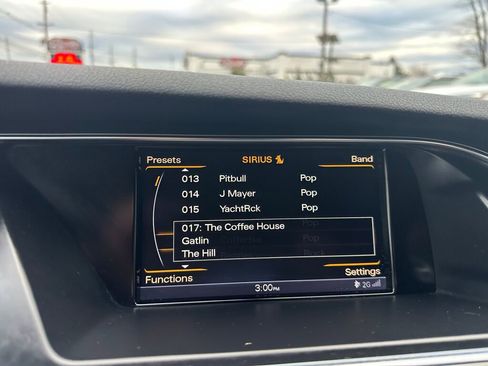 Presets SIRIUS Band
013 Pitbull Pop
014 J Mayer Pop
015 YachtRck Pop
017: The Coffee House
Gatlin
The Hill
Functions Settings
3:00PM 2G